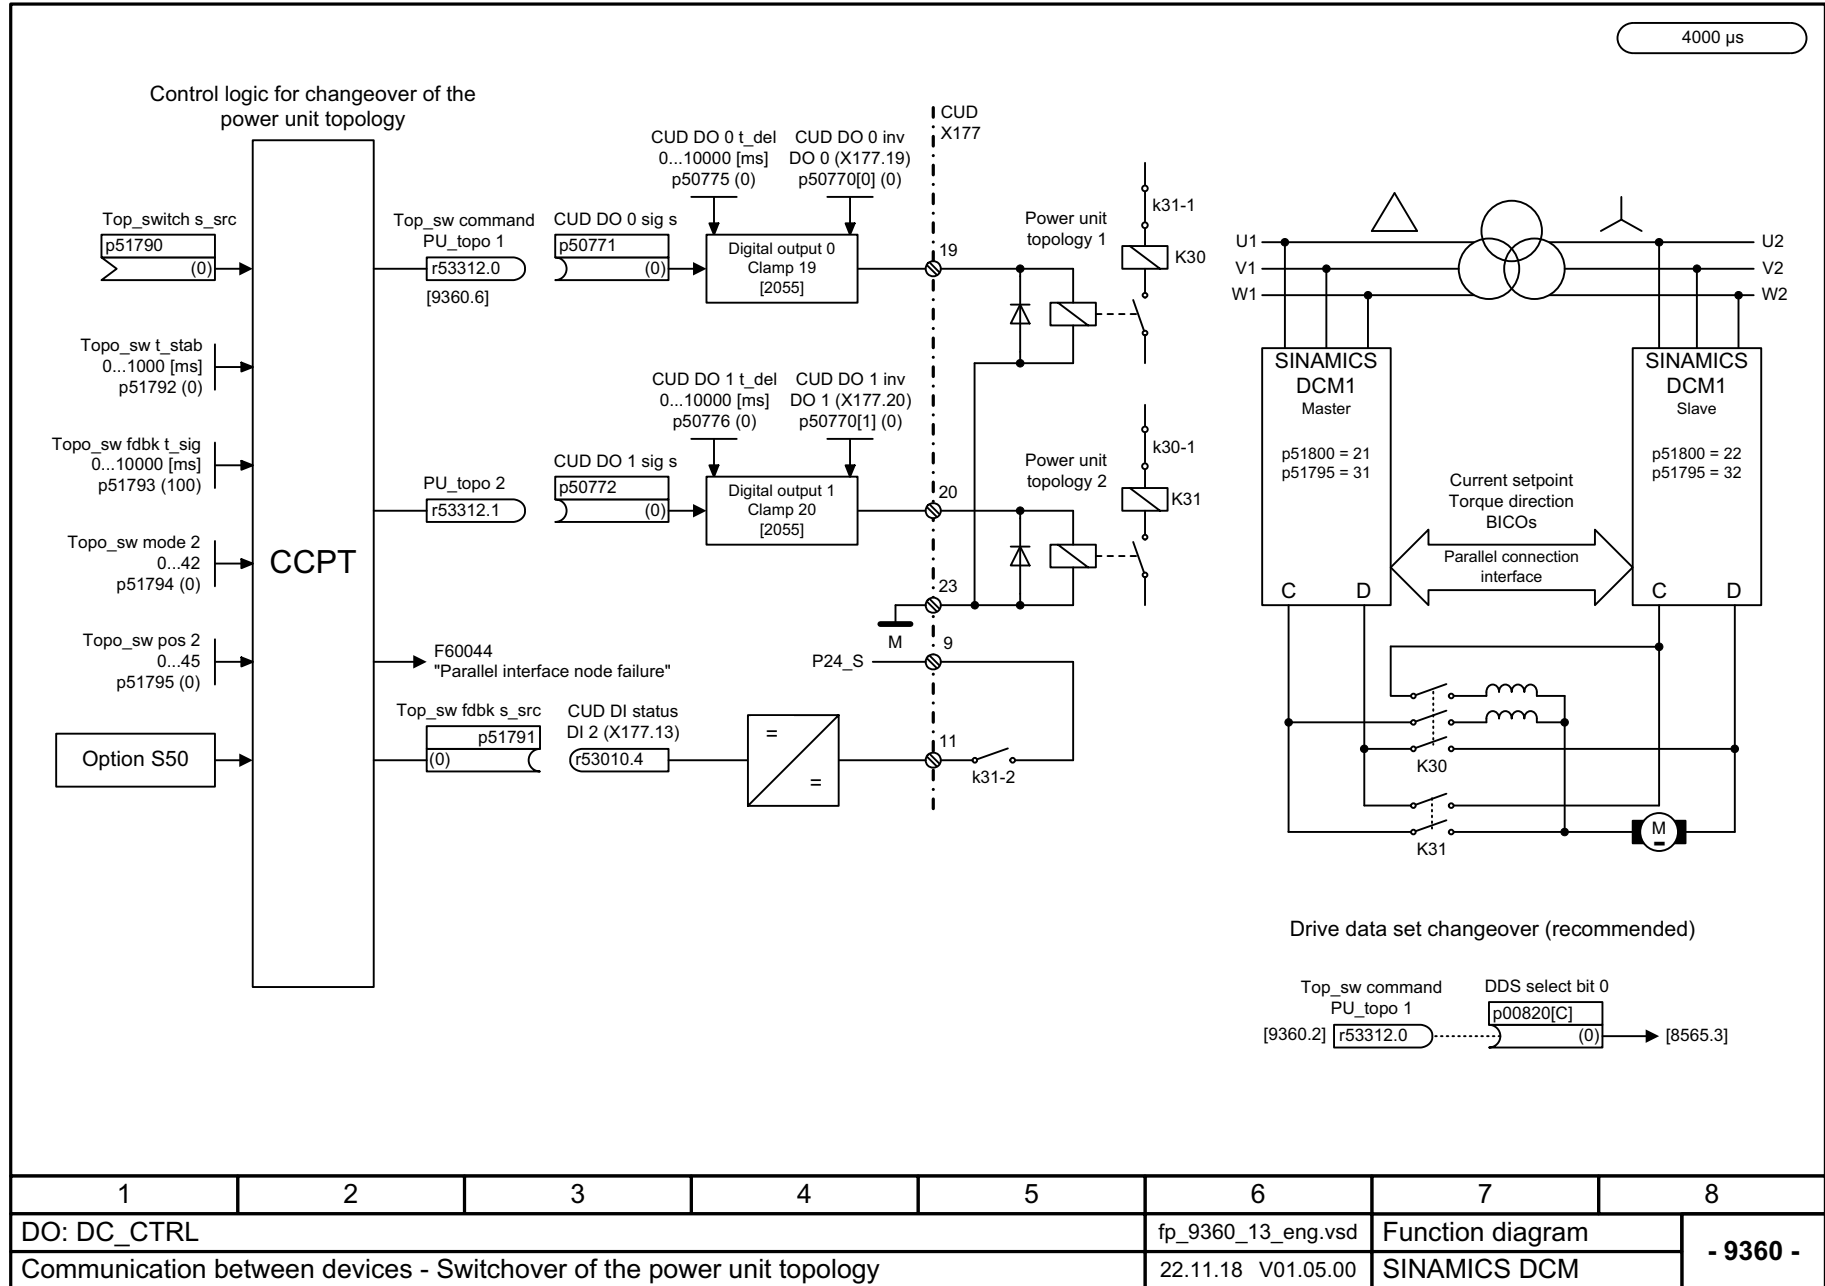 4000 µs
Control logic for changeover of the
power unit topology
CCPT
Top_switch s_src
p51790
(0)
Topo_sw t_stab
0...1000 [ms]
p51792 (0)
Topo_sw fdbk t_sig
0...10000 [ms]
p51793 (100)
Topo_sw mode 2
0...42
p51794 (0)
Topo_sw pos 2
0...45
p51795 (0)
Option S50
Top_sw command
PU_topo 1
r53312.0
[9360.6]
CUD DO 0 sig s
p50771
(0)
CUD DO 0 t_del
0...10000 [ms]
p50775 (0)
CUD DO 0 inv
DO 0 (X177.19)
p50770[0] (0)
Digital output 0
Clamp 19
[2055]
PU_topo 2
r53312.1
CUD DO 1 sig s
p50772
(0)
CUD DO 1 t_del
0...10000 [ms]
p50776 (0)
CUD DO 1 inv
DO 1 (X177.20)
p50770[1] (0)
Digital output 1
Clamp 20
[2055]
F60044
"Parallel interface node failure"
Top_sw fdbk s_src
p51791
(0)
CUD DI status
DI 2 (X177.13)
r53010.4
=
=
CUD
X177
19
20
23
M
9
P24_S
11
k31-2
Power unit
topology 1
k31-1
K30
Power unit
topology 2
k30-1
K31
U1
V1
W1
U2
V2
W2
SINAMICS
DCM1
Master
p51800 = 21
p51795 = 31
C D
SINAMICS
DCM1
Slave
p51800 = 22
p51795 = 32
C D
Current setpoint
Torque direction
BICOs
Parallel connection
interface
K30
K31
M
Drive data set changeover (recommended)
Top_sw command
PU_topo 1
[9360.2] r53312.0
DDS select bit 0
p00820[C]
(0)
[8565.3]
1 2 3 4 5 6 7 8
DO: DC_CTRL
fp_9360_13_eng.vsd
Function diagram
- 9360 -
Communication between devices - Switchover of the power unit topology
22.11.18 V01.05.00
SINAMICS DCM